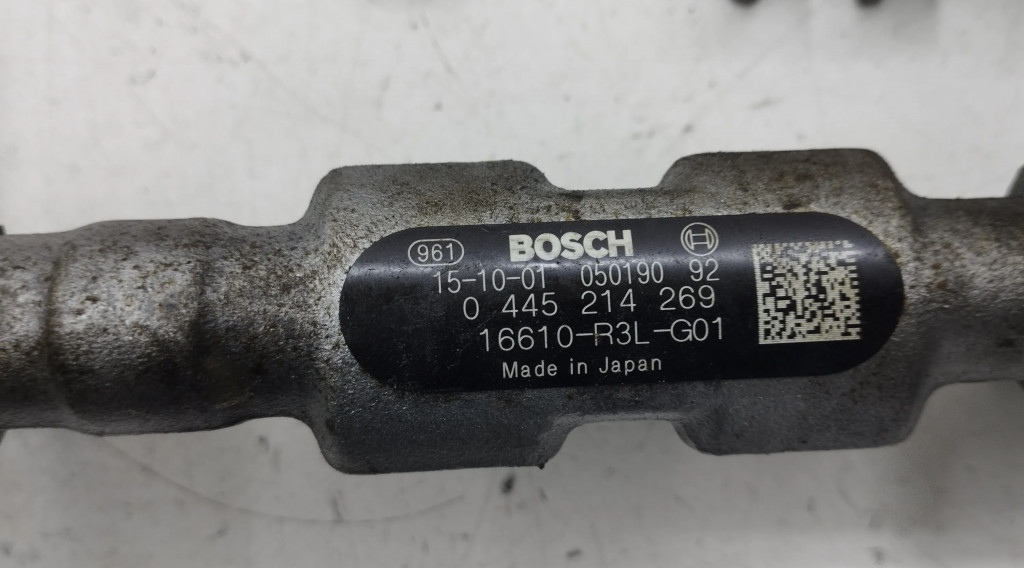 961 BOSCH
15-10-01 050190 92
0 445 214 269
16610-R3L-G01
Made in Japan